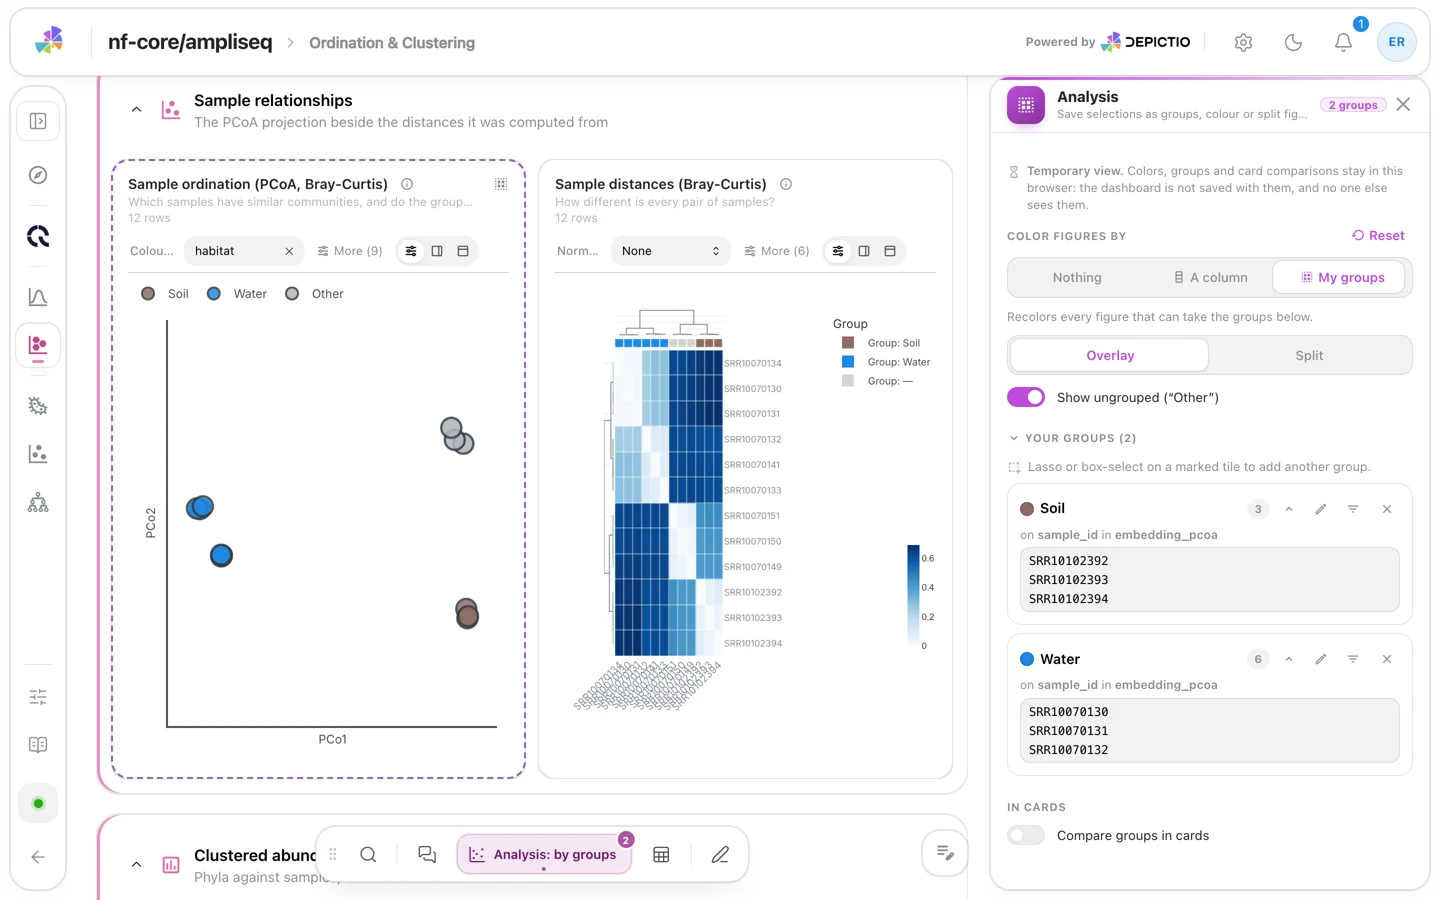 nf-core/ampliseq
Ordination & Clustering
Powered by DEPICTIO
1
ER
Sample relationships
The PCoA projection beside the distances it was computed from
Sample ordination (PCoA, Bray-Curtis)
Which samples have similar communities, and do the group...
12 rows
Colou...
habitat
More (9)
Soil
Water
Other
PCo2
PCo1
Sample distances (Bray-Curtis)
How different is every pair of samples?
12 rows
Norm...
None
More (6)
Group
Group: Soil
Group: Water
Group: —
SRR10070134
SRR10070130
SRR10070131
SRR10070132
SRR10070141
SRR10070133
SRR10070151
SRR10070150
SRR10070149
SRR10102392
SRR10102393
SRR10102394
0.6
0.4
0.2
0
SRR10070134
Clustered abund
Phyla against sample
Analysis: by groups
2
Analysis
Save selections as groups, colour or split fig...
2 groups
Temporary view. Colors, groups and card comparisons stay in this
browser: the dashboard is not saved with them, and no one else
sees them.
COLOR FIGURES BY
Reset
Nothing
A column
My groups
Recolors every figure that can take the groups below.
Overlay
Split
Show ungrouped (“Other”)
YOUR GROUPS (2)
Lasso or box-select on a marked tile to add another group.
Soil
3
on sample_id in embedding_pcoa
SRR10102392
SRR10102393
SRR10102394
Water
6
on sample_id in embedding_pcoa
SRR10070130
SRR10070131
SRR10070132
IN CARDS
Compare groups in cards